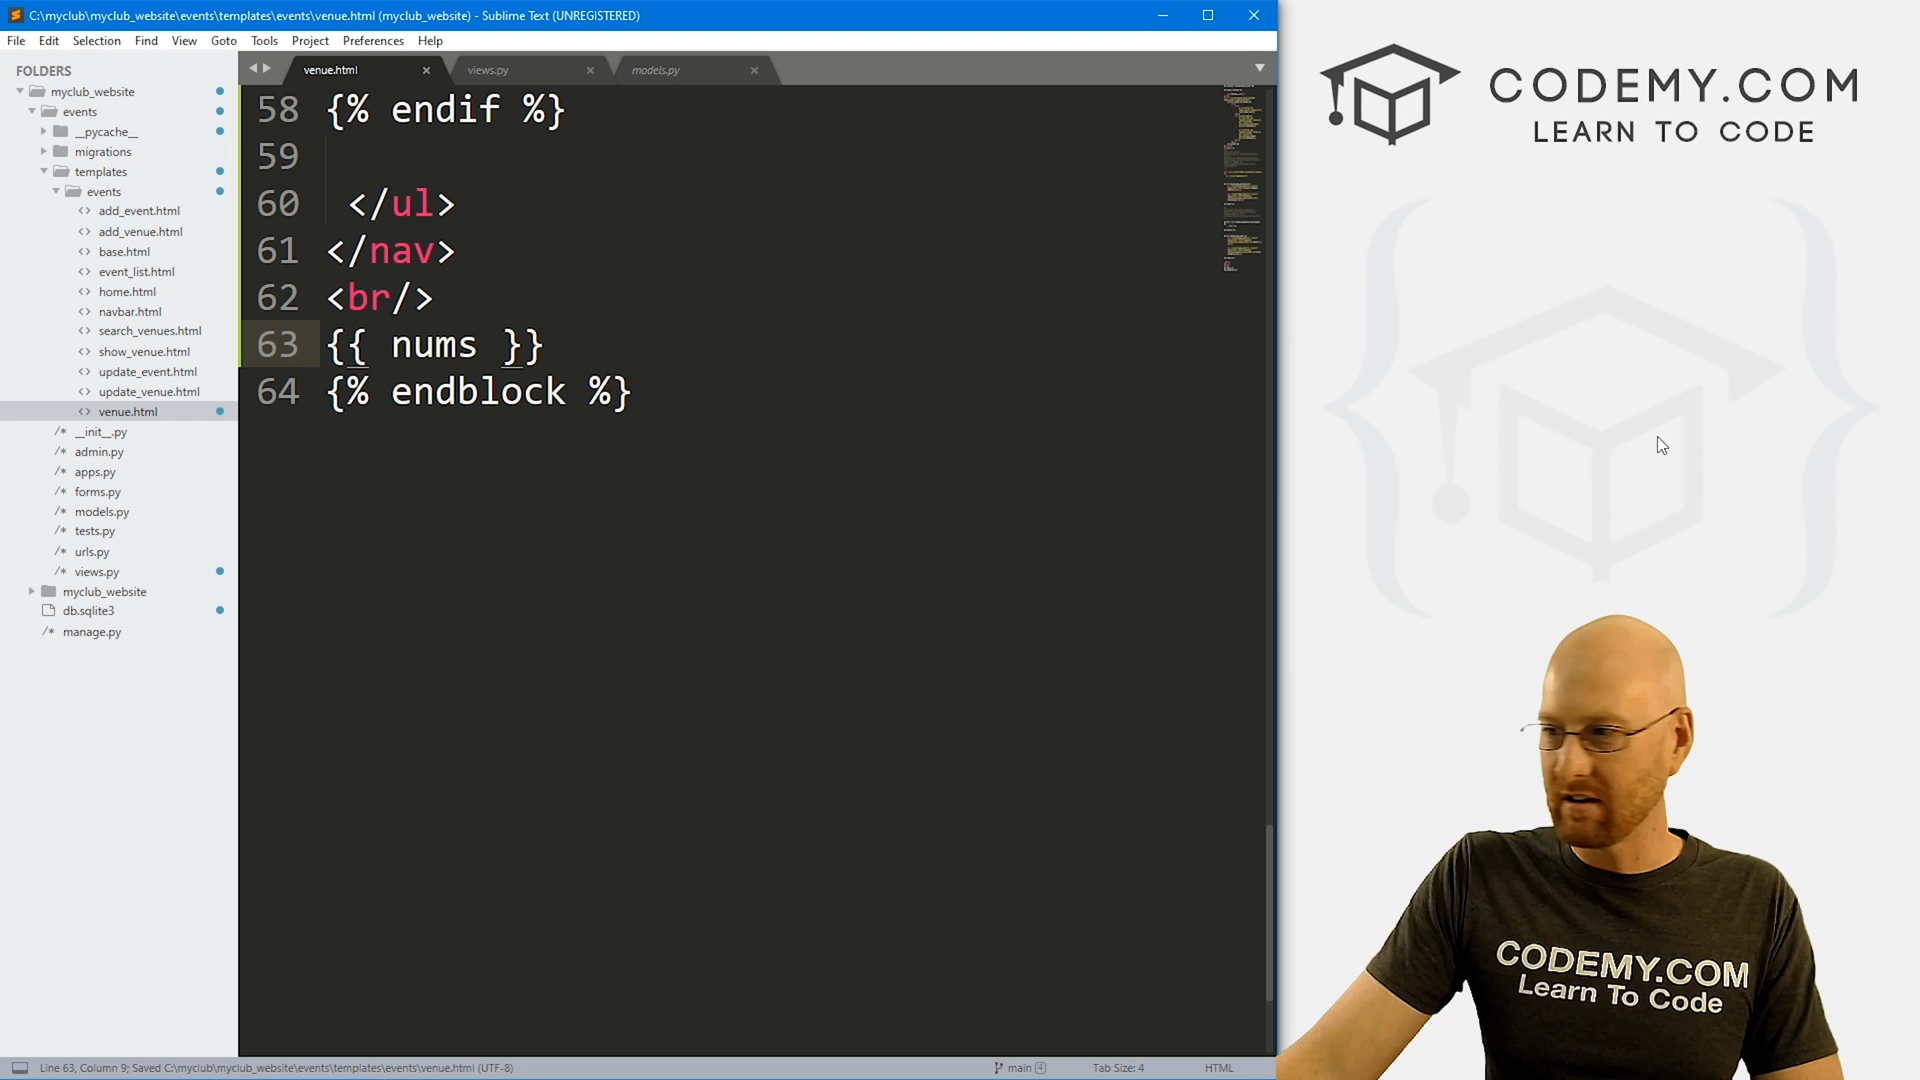 C:\myclub\myclub_website\events\templates\events\venue.html (myclub_website) - Sublime Text (UNREGISTERED)
File Edit Selection Find View Goto Tools Project Preferences Help
FOLDERS
myclub_website
events
__pycache__
migrations
templates
events
add_event.html
add_venue.html
base.html
event_list.html
home.html
navbar.html
search_venues.html
show_venue.html
update_event.html
update_venue.html
venue.html
__init__.py
admin.py
apps.py
forms.py
models.py
tests.py
urls.py
views.py
myclub_website
db.sqlite3
manage.py
venue.html views.py models.py
58 {% endif %}
59
60 </ul>
61 </nav>
62 <br/>
63 {{ nums }}
64 {% endblock %}
Line 63, Column 9; Saved C:\myclub\myclub_website\events\templates\events\venue.html (UTF-8) main 4 Tab Size: 4 HTML
CODEMY.COM
LEARN TO CODE
CODEMY.COM
Learn To Code